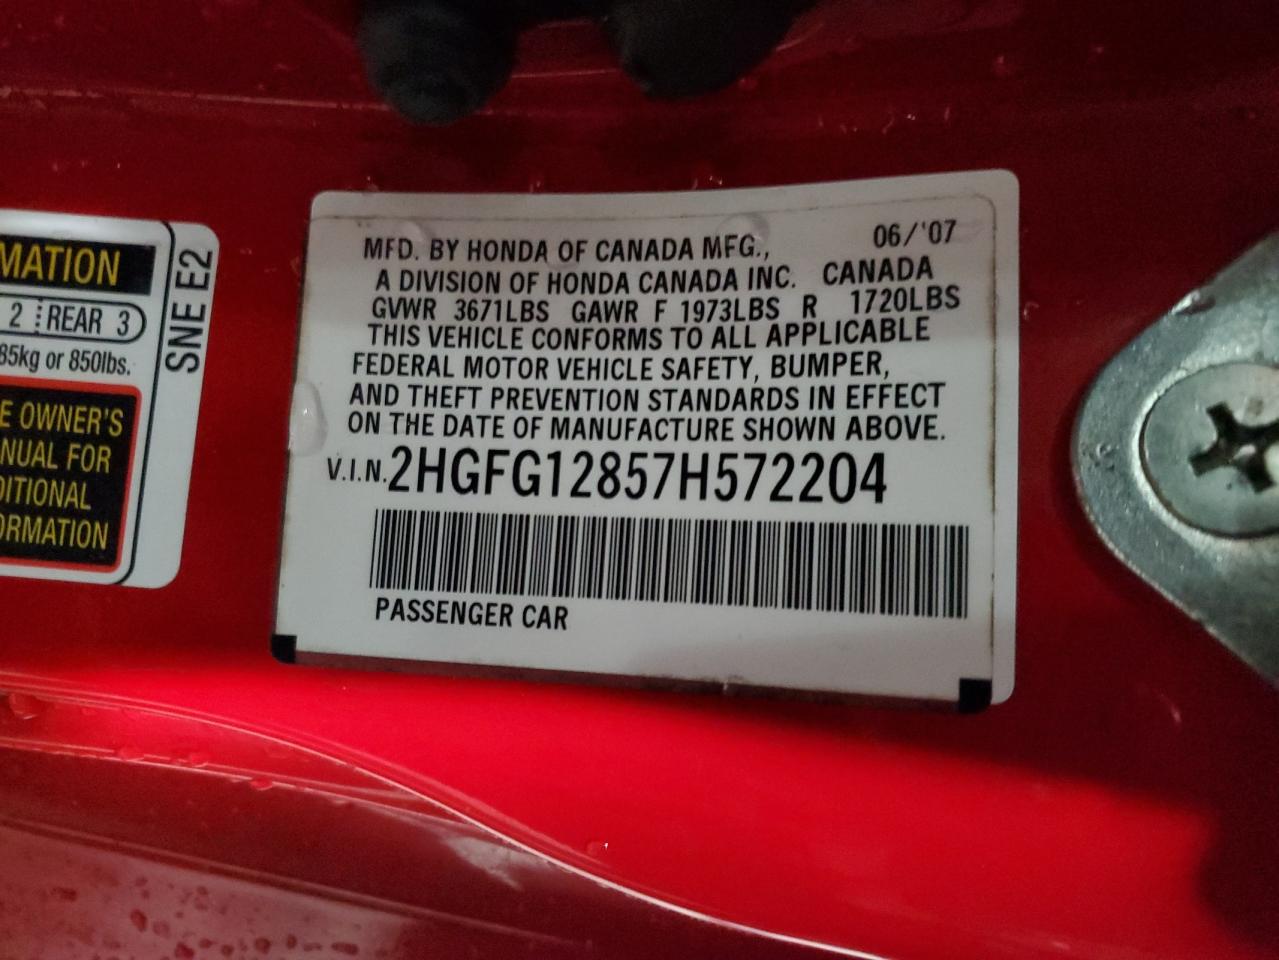 MATION
2 REAR 3
85kg or 850lbs.
E OWNER'S
NUAL FOR
DITIONAL
ORMATION
SNE E2
06/'07
MFD. BY HONDA OF CANADA MFG.,
A DIVISION OF HONDA CANADA INC. CANADA
GVWR 3671LBS GAWR F 1973LBS R 1720LBS
THIS VEHICLE CONFORMS TO ALL APPLICABLE
FEDERAL MOTOR VEHICLE SAFETY, BUMPER,
AND THEFT PREVENTION STANDARDS IN EFFECT
ON THE DATE OF MANUFACTURE SHOWN ABOVE.
V.I.N. 2HGFG12857H572204
PASSENGER CAR